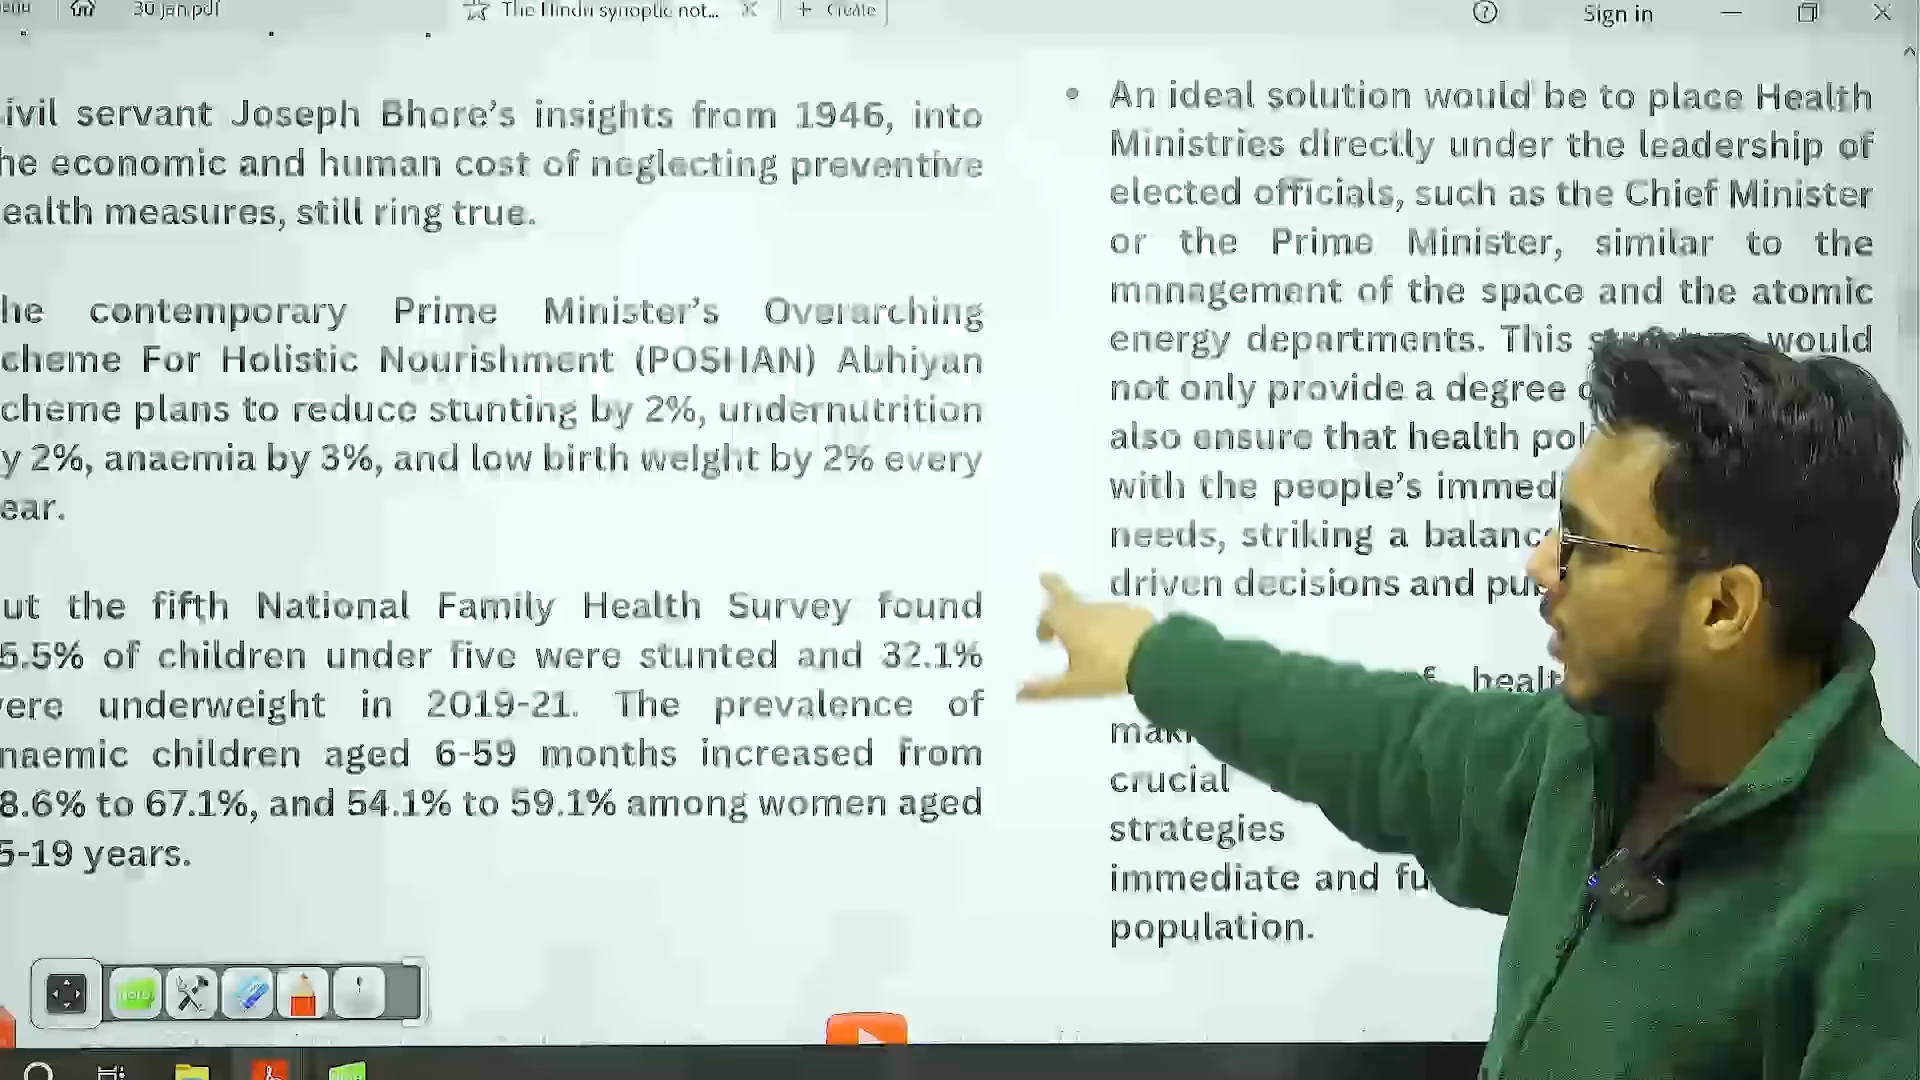 30 jan.pdf
The Hindu synoptic not...
+ Create
Sign in
ivil servant Joseph Bhore's insights from 1946, into
he economic and human cost of neglecting preventive
ealth measures, still ring true.
he contemporary Prime Minister's Overarching
cheme For Holistic Nourishment (POSHAN) Abhiyan
cheme plans to reduce stunting by 2%, undernutrition
y 2%, anaemia by 3%, and low birth weight by 2% every
ear.
ut the fifth National Family Health Survey found
5.5% of children under five were stunted and 32.1%
ere underweight in 2019-21. The prevalence of
naemic children aged 6-59 months increased from
8.6% to 67.1%, and 54.1% to 59.1% among women aged
5-19 years.
• An ideal solution would be to place Health
Ministries directly under the leadership of
elected officials, such as the Chief Minister
or the Prime Minister, similar to the
management of the space and the atomic
energy departments. This would
not only provide a degree
also ensure that health pol
with the people's immed
needs, striking a balanc
driven decisions and pu
healt
mak
crucial
strategies
immediate and fu
population.